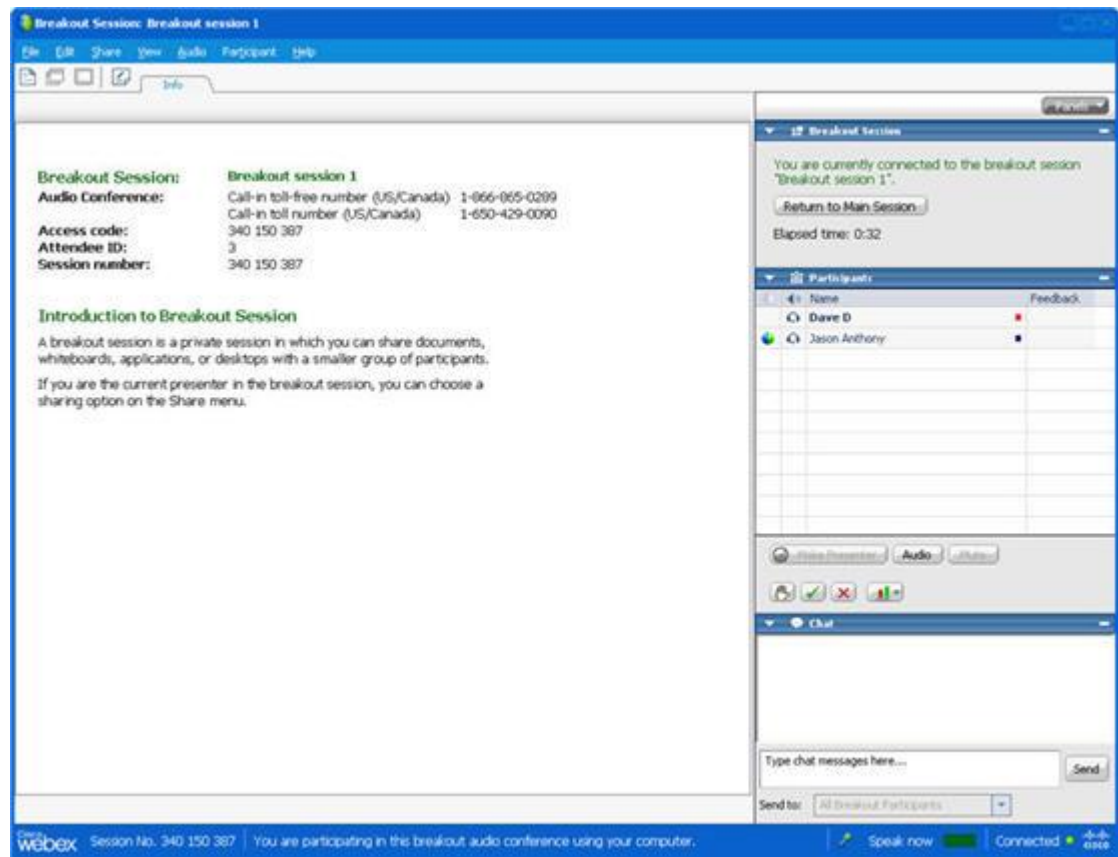 Breakout Session: Breakout session 1
File Edit Share View Audio Participant Help
Info
Panels
Breakout Session
You are currently connected to the breakout session
"Breakout session 1".
Return to Main Session
Elapsed time: 0:32
Breakout Session: Breakout session 1
Audio Conference: Call-in toll-free number (US/Canada) 1-866-865-0289
Call-in toll number (US/Canada) 1-650-429-0090
Access code: 340 150 387
Attendee ID: 3
Session number: 340 150 387
Introduction to Breakout Session
A breakout session is a private session in which you can share documents,
whiteboards, applications, or desktops with a smaller group of participants.
If you are the current presenter in the breakout session, you can choose a
sharing option on the Share menu.
Participants
Name Feedback
Dave D
Jason Anthony
Make Presenter Audio Mute
Chat
Type chat messages here....
Send
Send to: All Breakout Participants
Cisco
Webex Session No. 340 150 387 You are participating in this breakout audio conference using your computer. Speak now Connected
CISCO